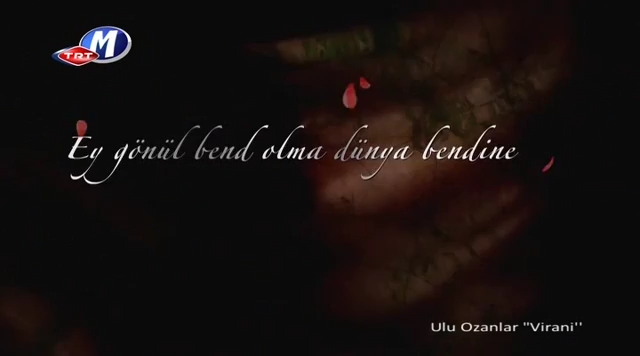 TRT M
Ey gönül bend olma dünya bendine
Ulu Ozanlar "Virani''